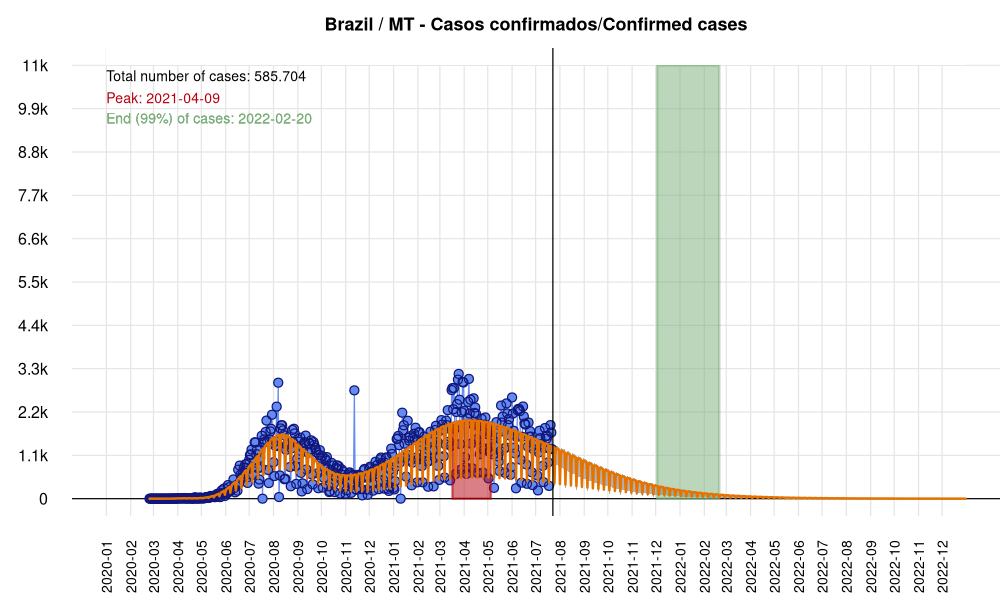 Brazil / MT - Casos confirmados/Confirmed cases
11k
9.9k
8.8k
7.7k
6.6k
5.5k
4.4k
3.3k
2.2k
1.1k
0
Total number of cases: 585.704
Peak: 2021-04-09
End (99%) of cases: 2022-02-20
2020-01
2020-02
2020-03
2020-04
2020-05
2020-06
2020-07
2020-08
2020-09
2020-10
2020-11
2020-12
2021-01
2021-02
2021-03
2021-04
2021-05
2021-06
2021-07
2021-08
2021-09
2021-10
2021-11
2021-12
2022-01
2022-02
2022-03
2022-04
2022-05
2022-06
2022-07
2022-08
2022-09
2022-10
2022-11
2022-12